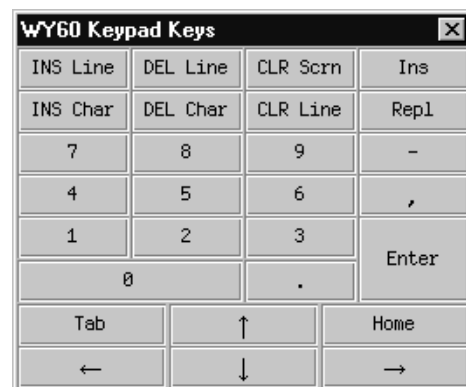 WY60 Keypad Keys
INS Line DEL Line CLR Scrn Ins
INS Char DEL Char CLR Line Repl
7 8 9 -
4 5 6 ,
1 2 3
Enter
0 .
Tab ↑ Home
← ↓ →